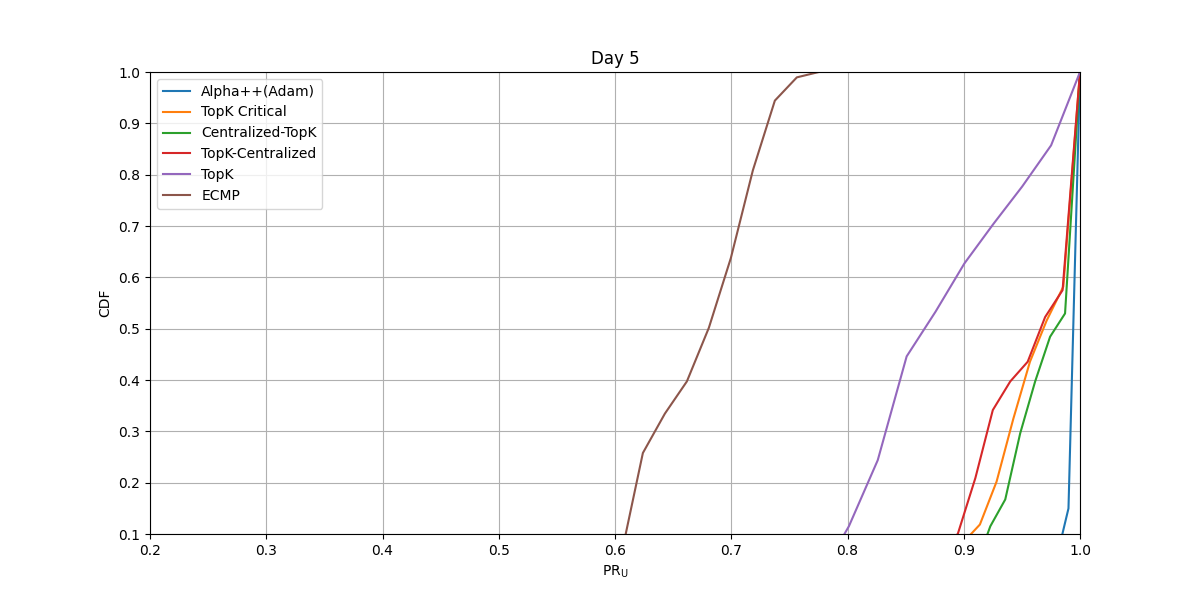 Day 5
1.0
0.9
0.8
0.7
0.6
0.5
0.4
0.3
0.2
0.1
CDF
Alpha++(Adam)
TopK Critical
Centralized-TopK
TopK-Centralized
TopK
ECMP
0.2 0.3 0.4 0.5 0.6 0.7 0.8 0.9 1.0
PRU